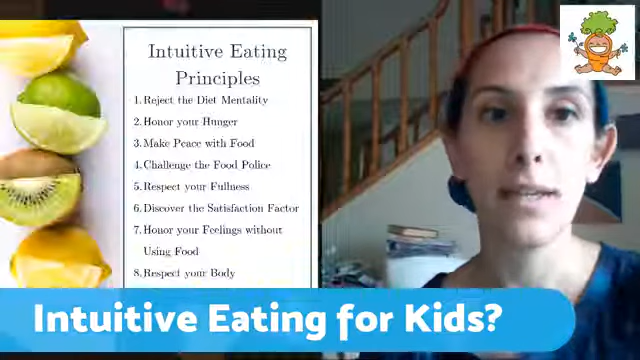 Intuitive Eating
Principles
1. Reject the Diet Mentality
2. Honor your Hunger
3. Make Peace with Food
4. Challenge the Food Police
5. Respect your Fullness
6. Discover the Satisfaction Factor
7. Honor your Feelings without
Using Food
8. Respect your Body
Intuitive Eating for Kids?